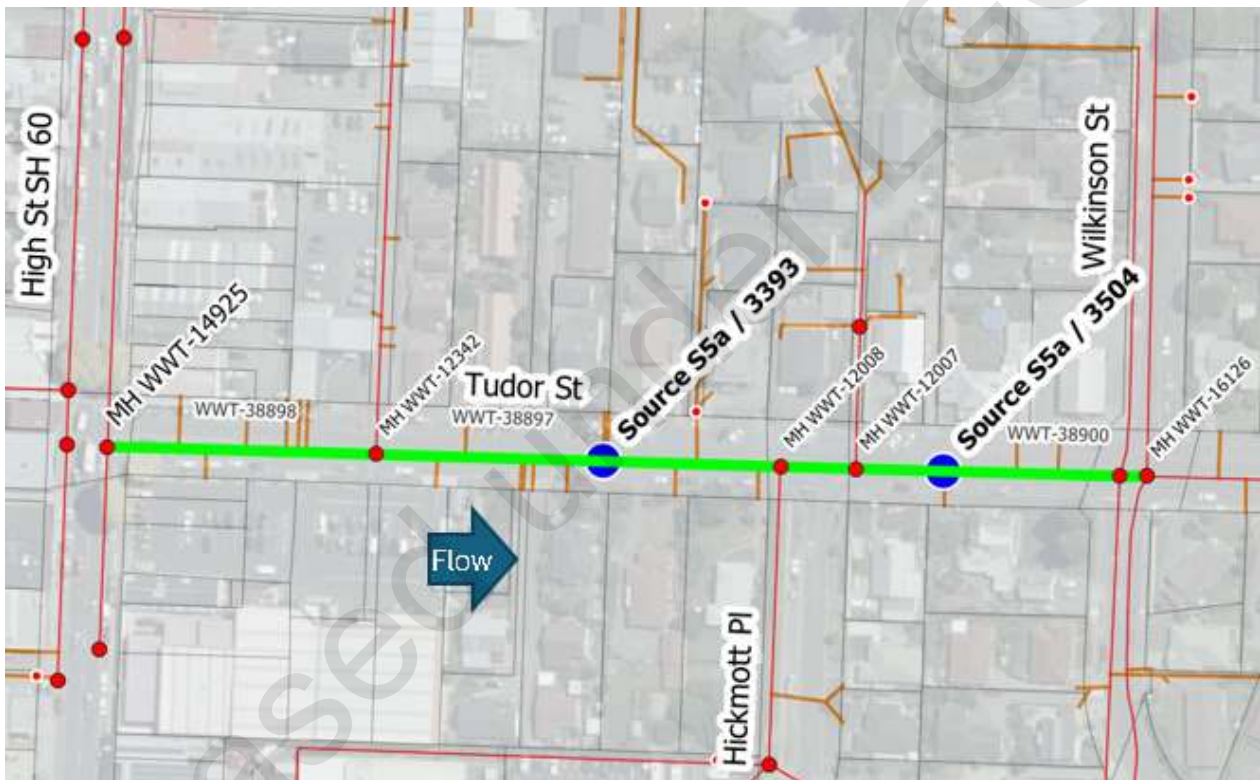 High St SH 60
Wilkinson St
Source S5a / 3393
Source S5a / 3504
MH WWT-14925
MH WWT-12342
Tudor St
MH WWT-12008
MH WWT-12007
MH WWT-16126
WWT-38898
WWT-38897
WWT-38900
Flow
Hickmott Pl